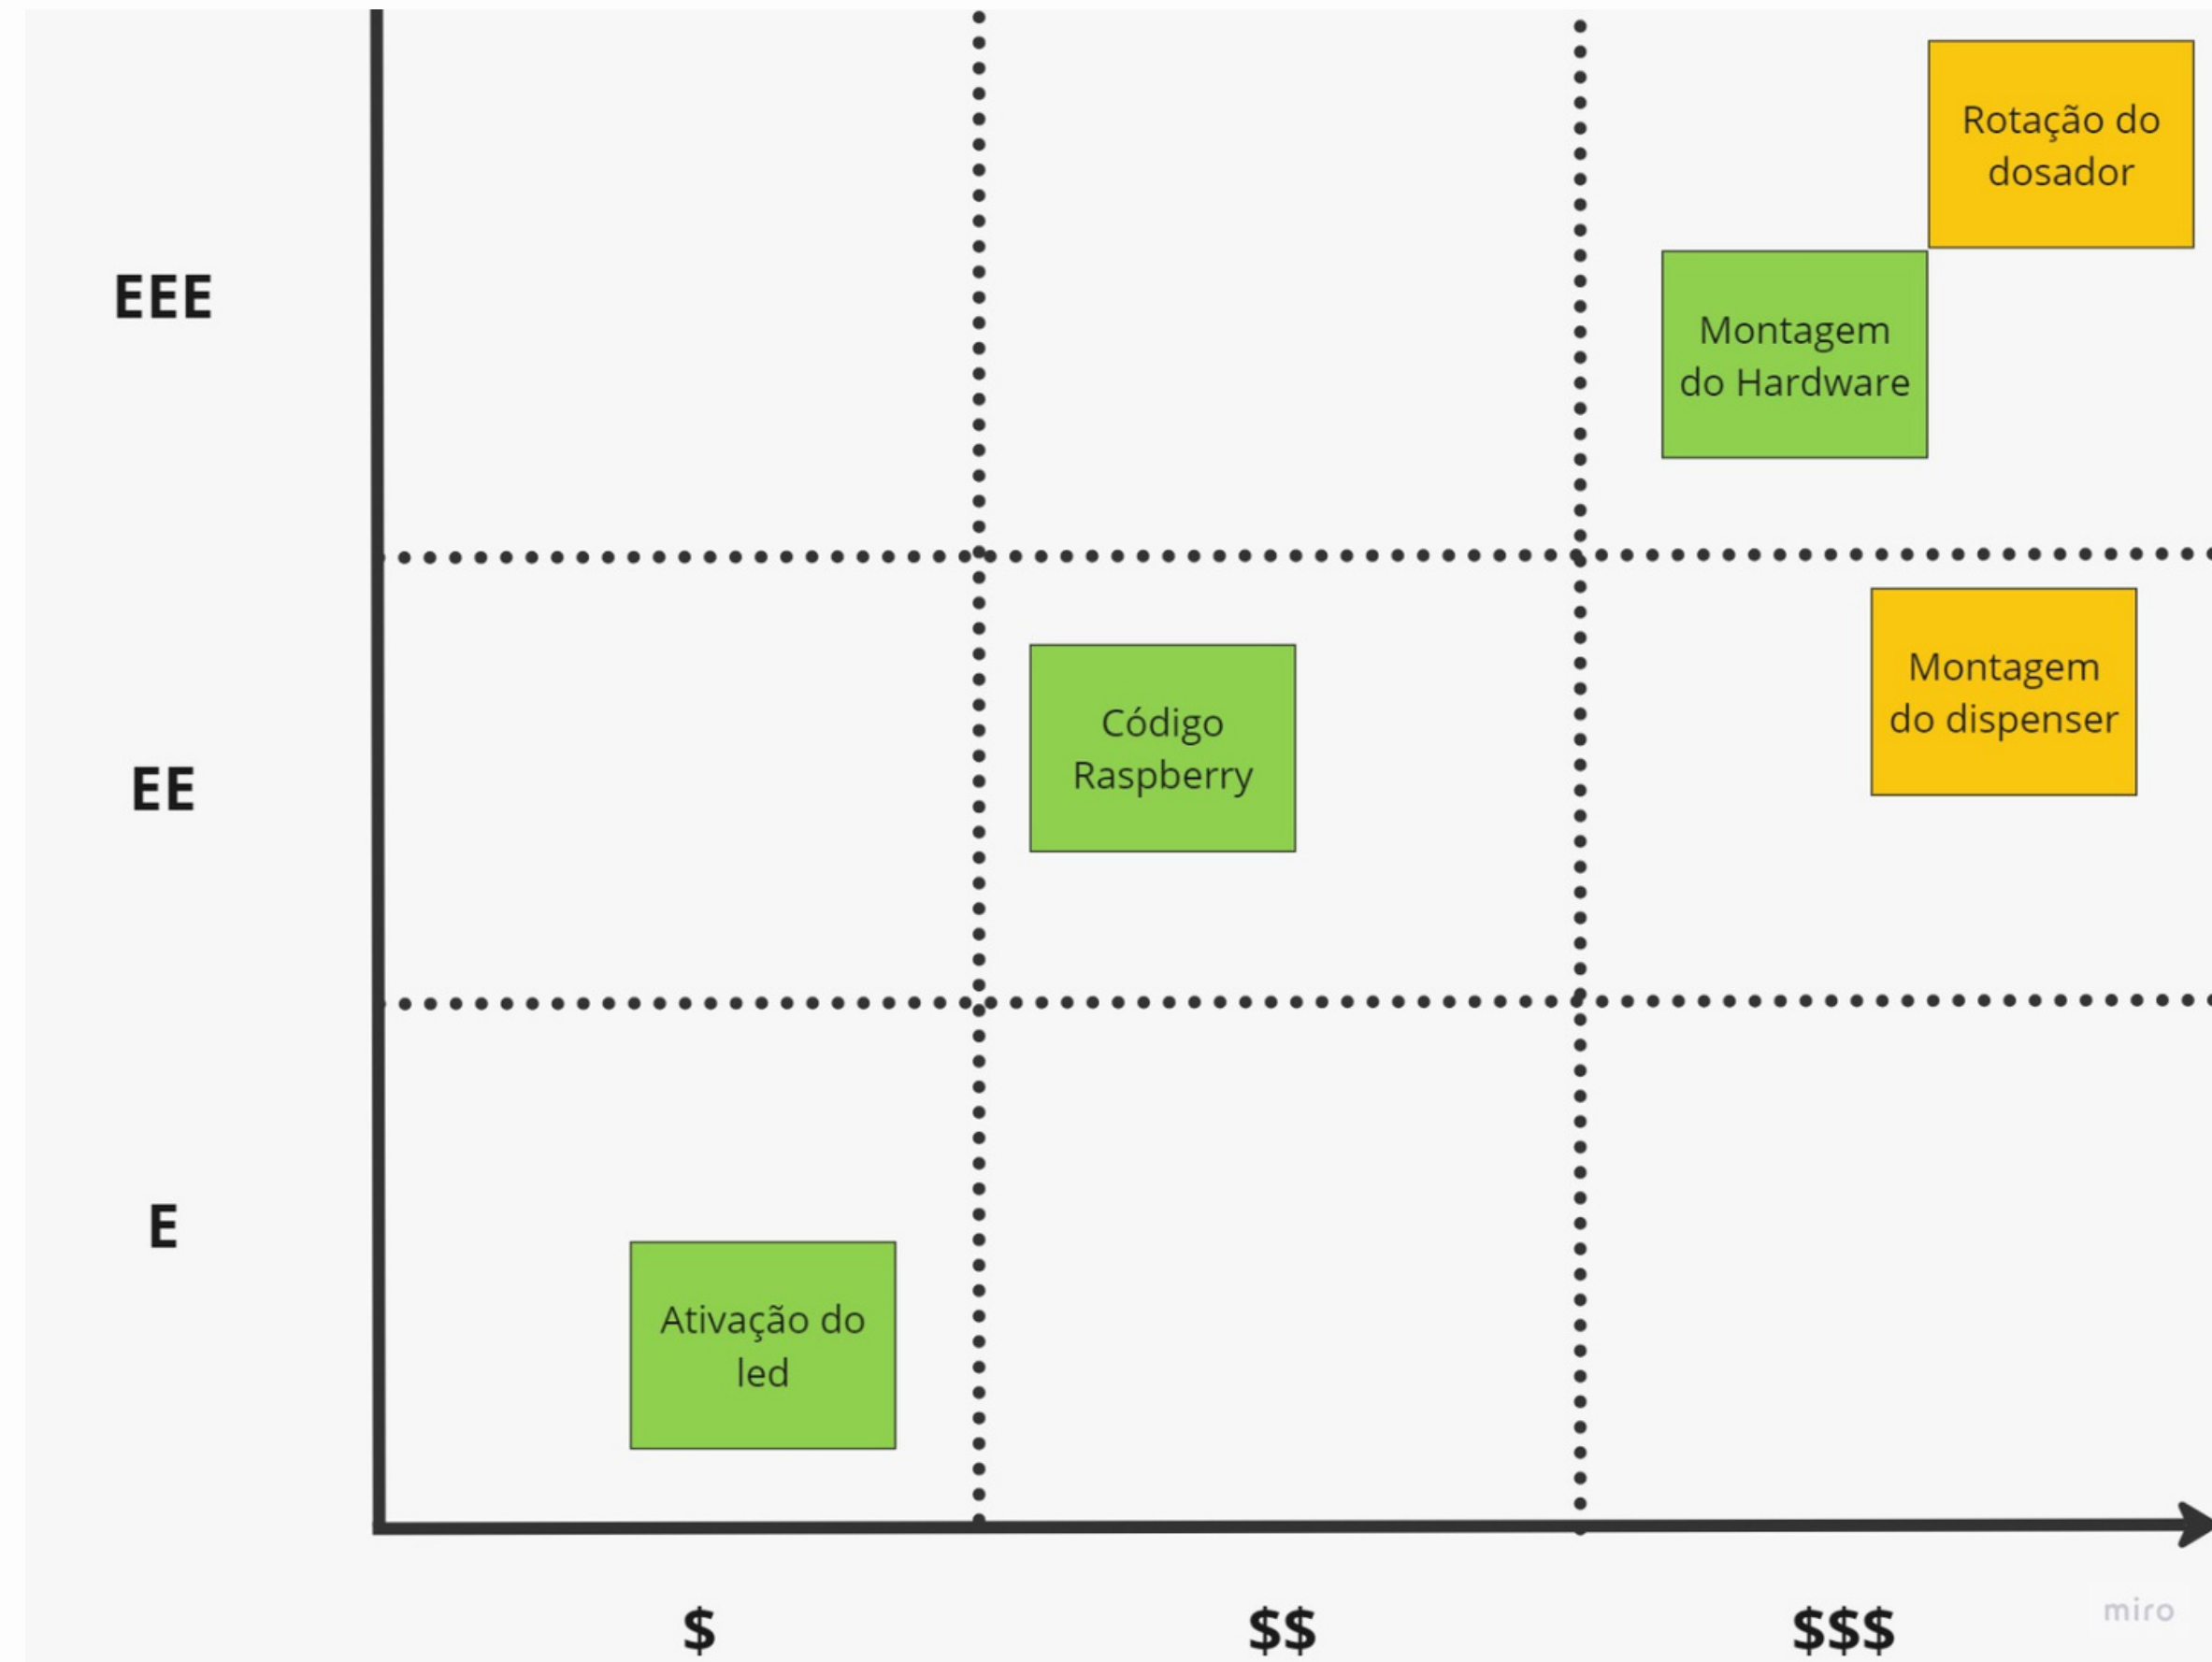 Rotação do
dosador
EEE
Montagem
do Hardware
Montagem
do dispenser
Código
Raspberry
EE
E
Ativação do
led
$
$$
$$$
miro